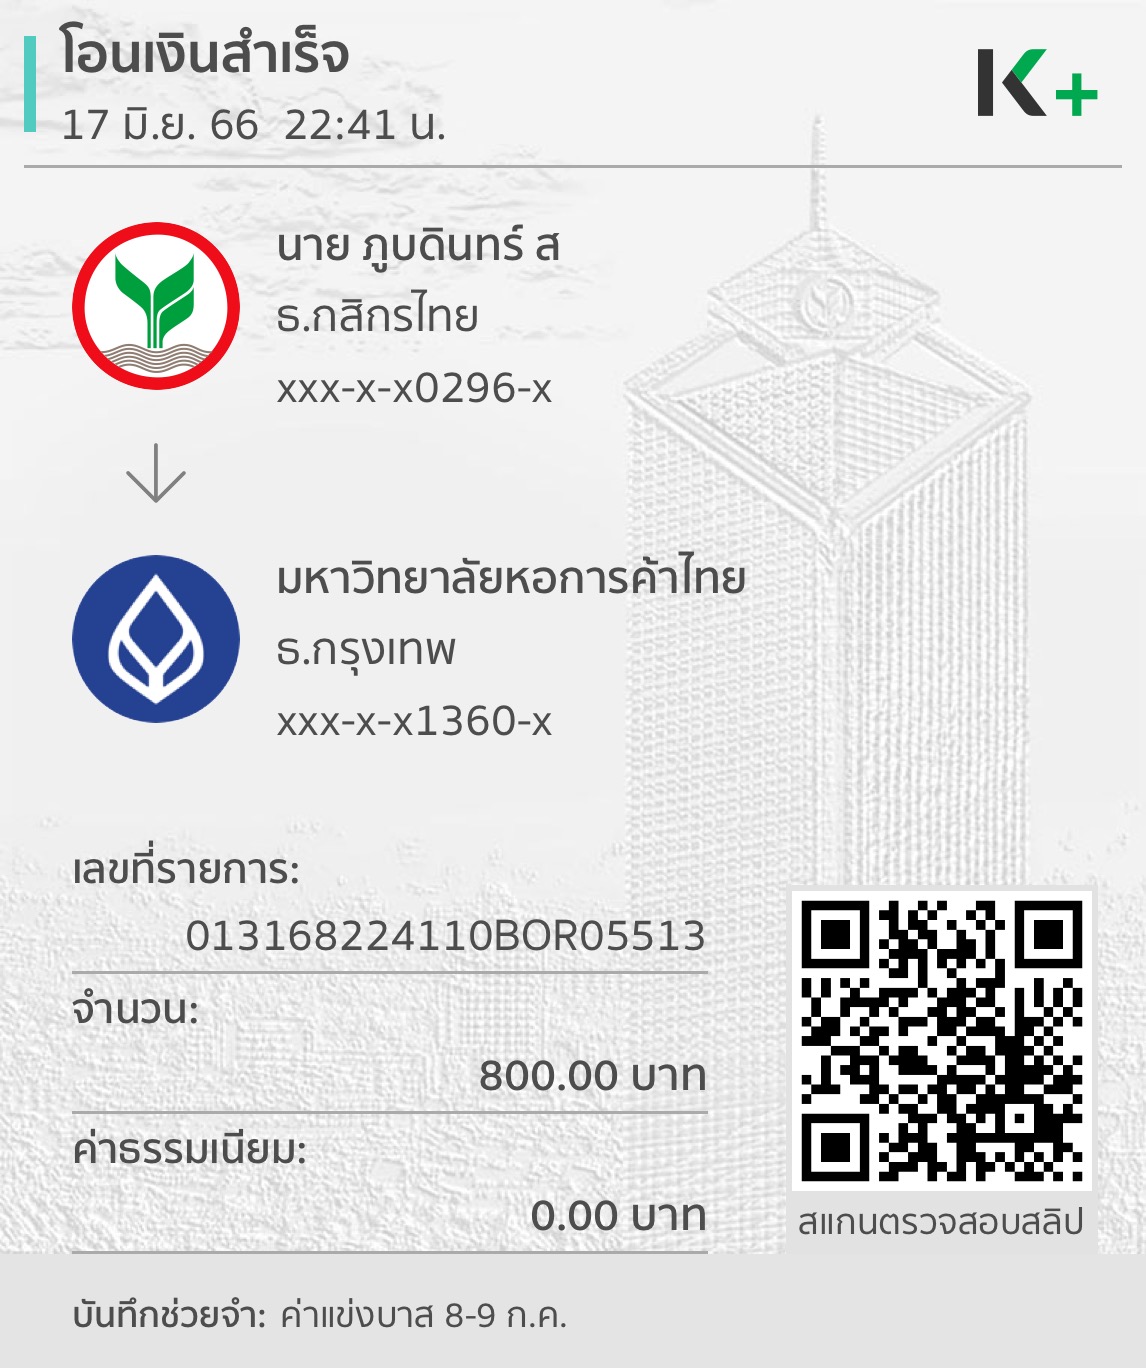 โอนเงินสำเร็จ
17 มิ.ย. 66  22:41 น.
K+
นาย ภูบดินทร์ ส
ธ.กสิกรไทย
xxx-x-x0296-x
มหาวิทยาลัยหอการค้าไทย
ธ.กรุงเทพ
xxx-x-x1360-x
เลขที่รายการ:
013168224110BOR05513
จำนวน:
800.00 บาท
ค่าธรรมเนียม:
0.00 บาท
สแกนตรวจสอบสลิป
บันทึกช่วยจำ: ค่าแข่งบาส 8-9 ก.ค.